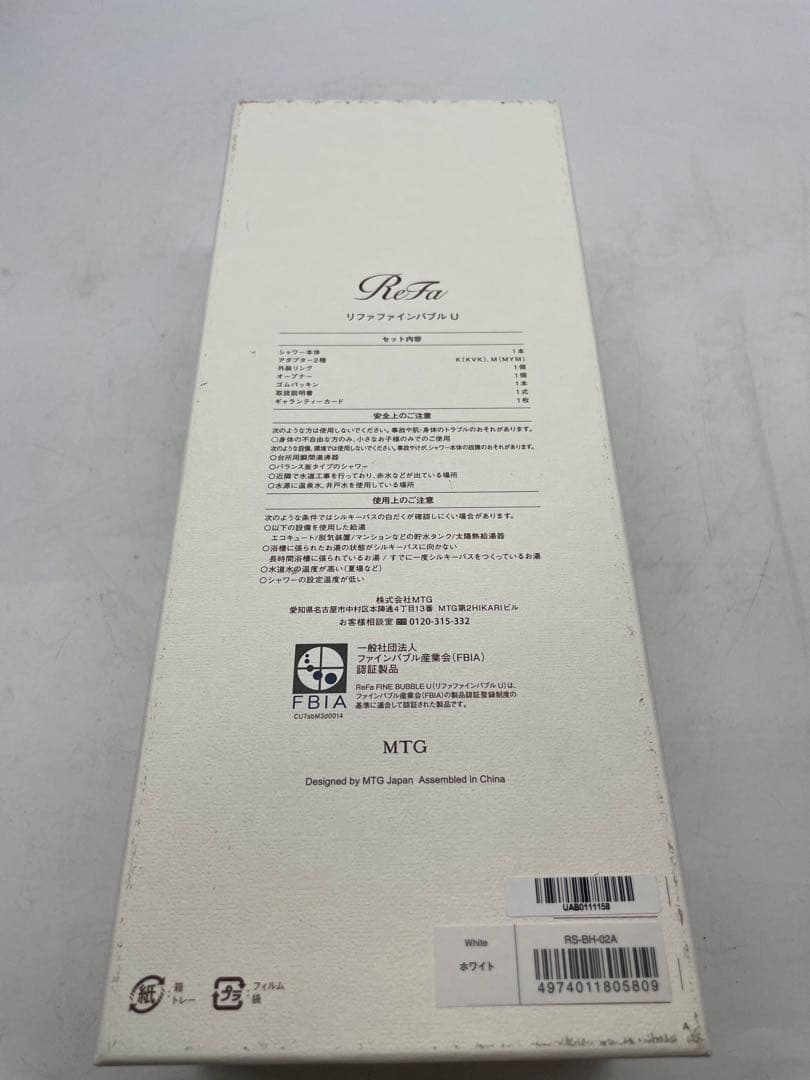 ReFa
リファファインバブル U
セット内容
シャワー本体 1本
アダプター2種 K(KVK)、M(MYM)
外装リング 1個
オープナー 1個
ゴムパッキン 1本
取扱説明書 1式
ギャランティーカード 1枚
安全上のご注意
次のような方は使用しないでください。事故や肌・身体のトラブルのおそれがあります。
○身体の不自由な方のみ、小さなお子様のみでのご使用
次のような設備、環境では使用しないでください。事故やけが、シャワー本体の故障のおそれがあります。
○台所用瞬間湯沸器
○バランス釜タイプのシャワー
○近隣で水道工事を行っており、赤水などが出ている場所
○水源に温泉水、井戸水を使用している場所
使用上のご注意
次のような条件ではシルキーバスの白だくが確認しにくい場合があります。
○以下の設備を使用した給湯
エコキュート/脱気装置/マンションなどの貯水タンク/太陽熱給湯器
○浴槽に張られたお湯の状態がシルキーバスに向かない
長時間浴槽に張られているお湯 / すでに一度シルキーバスをつくっているお湯
○水道水の温度が高い(夏場など)
○シャワーの設定温度が低い
株式会社MTG
愛知県名古屋市中村区本陣通4丁目13番 MTG第2HIKARIビル
お客様相談室 0120-315-332
FBIA
CU7abM3d0014
一般社団法人
ファインバブル産業会(FBIA)
認証製品
ReFa FINE BUBBLE U(リファファインバブル U)は、
ファインバブル産業会(FBIA)の製品認証登録制度の
基準に適合して認証された製品です。
MTG
Designed by MTG Japan Assembled in China
UAB0111158
White
ホワイト
RS-BH-02A
4974011805809
紙
箱
トレー
プラ
フィルム
袋
A